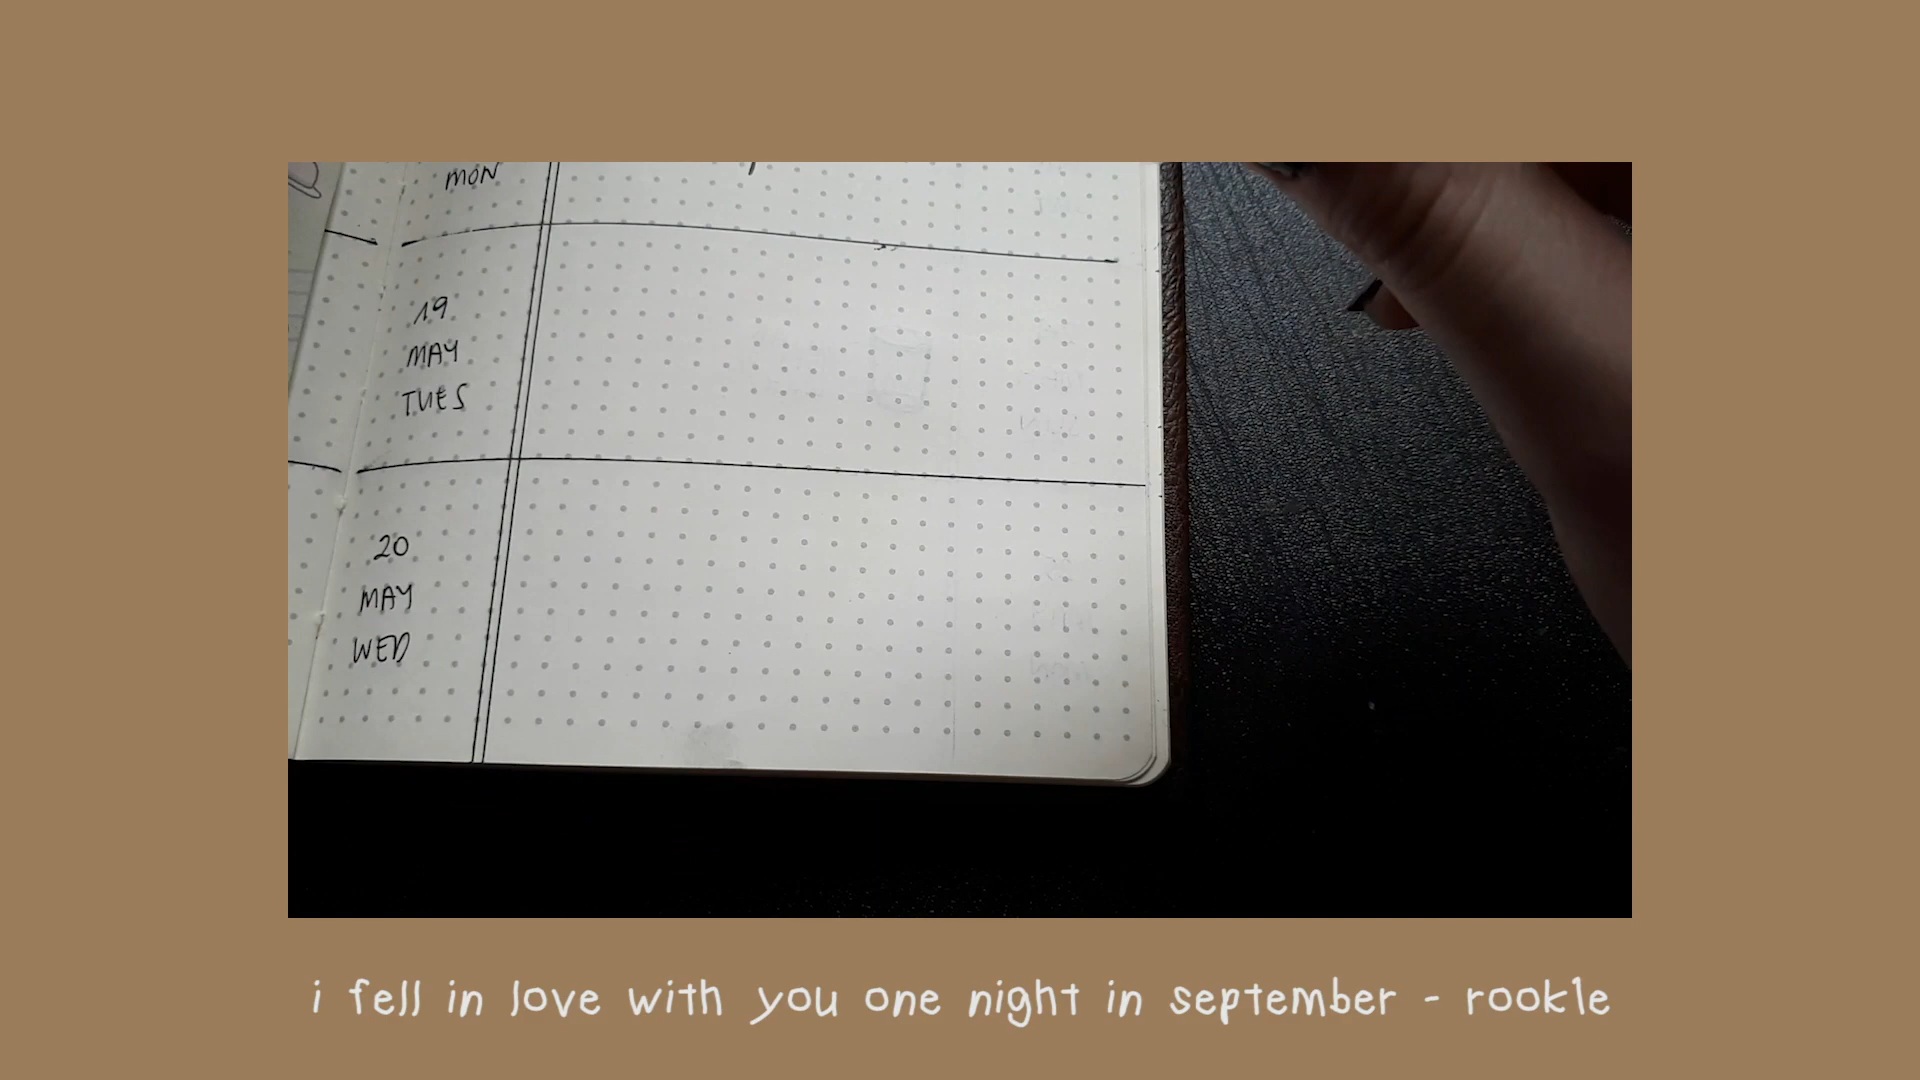 MON
19
MAY
TUES
20
MAY
WED
i fell in love with you one night in september - rookle